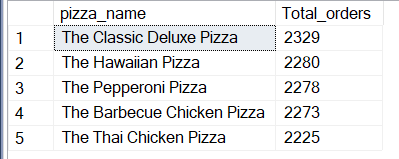 pizza_name Total_orders
1 The Classic Deluxe Pizza 2329
2 The Hawaiian Pizza 2280
3 The Pepperoni Pizza 2278
4 The Barbecue Chicken Pizza 2273
5 The Thai Chicken Pizza 2225